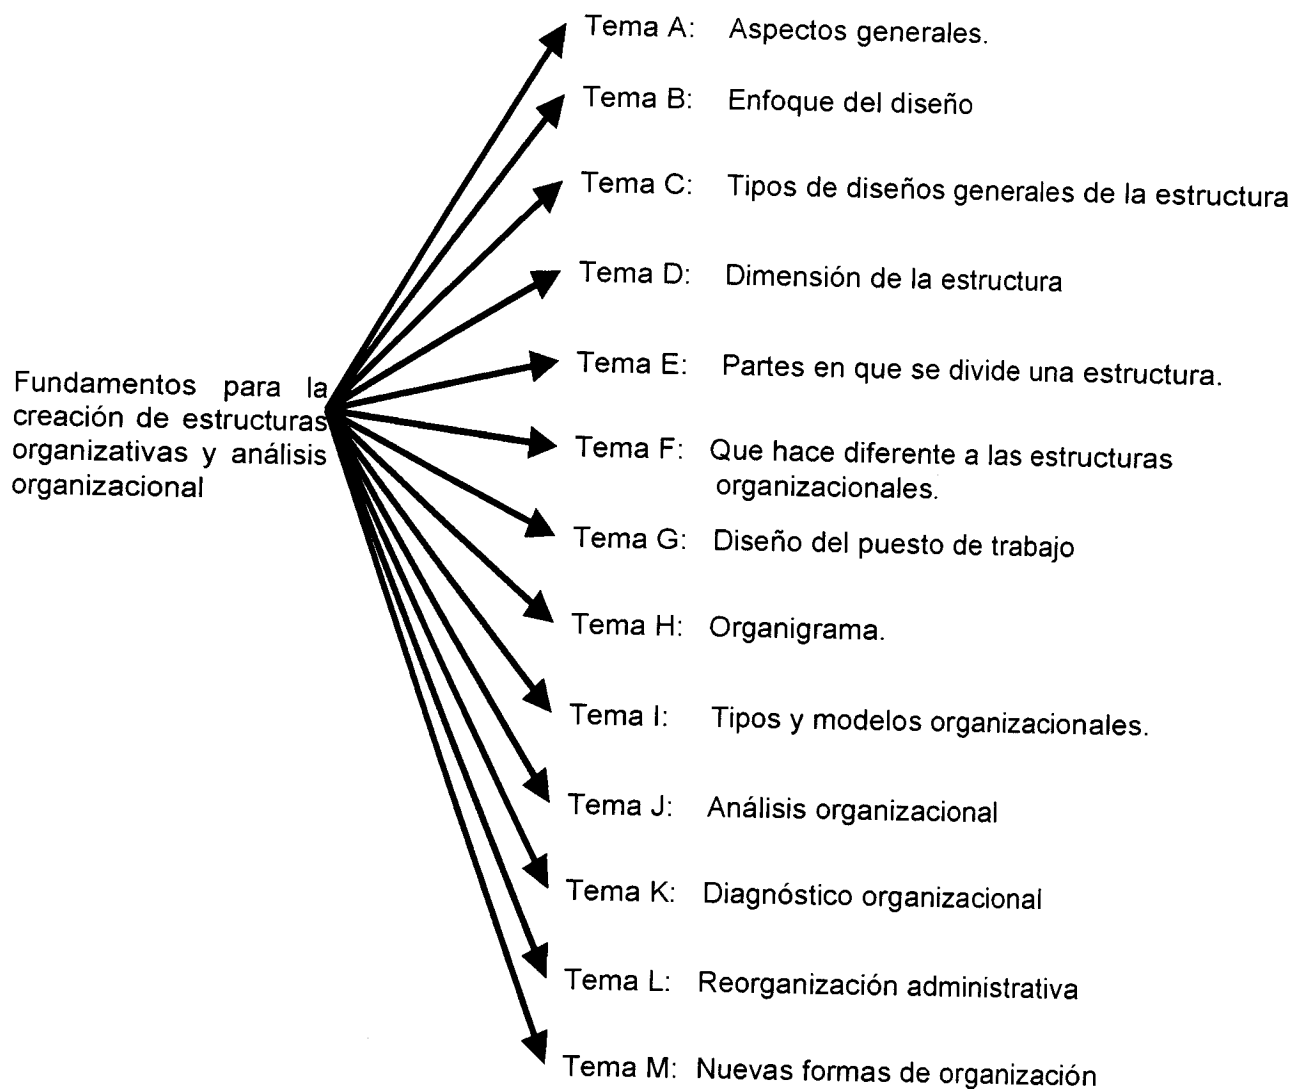 Tema A: Aspectos generales.
Tema B: Enfoque del diseño
Tema C: Tipos de diseños generales de la estructura
Tema D: Dimensión de la estructura
Tema E: Partes en que se divide una estructura.
Fundamentos para la
creación de estructuras
organizativas y análisis
organizacional
Tema F: Que hace diferente a las estructuras
organizacionales.
Tema G: Diseño del puesto de trabajo
Tema H: Organigrama.
Tema I: Tipos y modelos organizacionales.
Tema J: Análisis organizacional
Tema K: Diagnóstico organizacional
Tema L: Reorganización administrativa
Tema M: Nuevas formas de organización